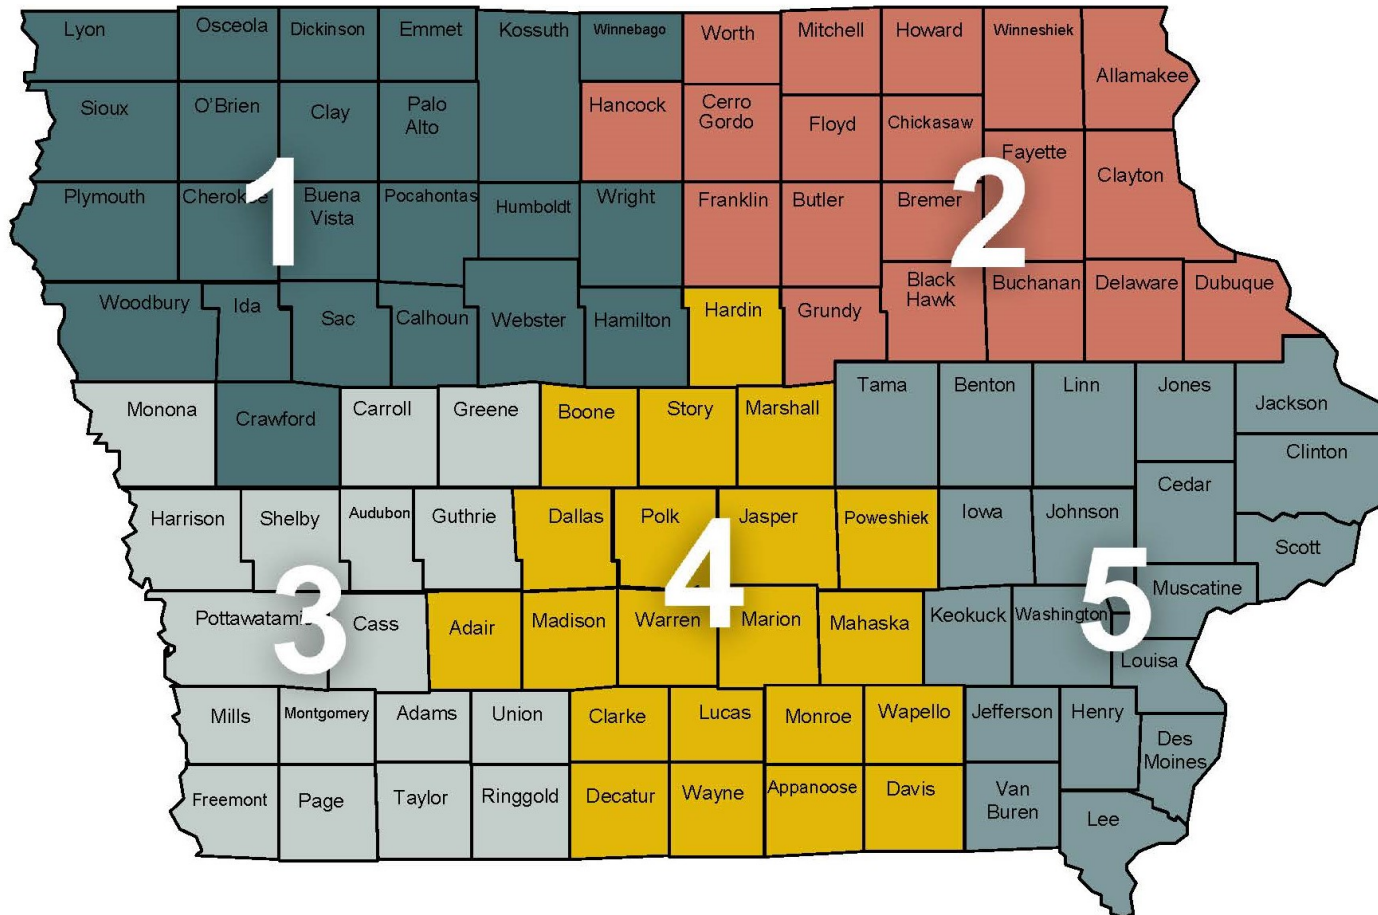 Lyon
Osceola
Dickinson
Emmet
Kossuth
Winnebago
Worth
Mitchell
Howard
Winneshiek
Allamakee
Sioux
O'Brien
Clay
Palo
Alto
Hancock
Cerro
Gordo
Floyd
Chickasaw
Fayette
Clayton
1
2
Plymouth
Cherokee
Buena
Vista
Pocahontas
Humboldt
Wright
Franklin
Butler
Bremer
Woodbury
Ida
Sac
Calhoun
Webster
Hamilton
Hardin
Grundy
Black
Hawk
Buchanan
Delaware
Dubuque
Monona
Crawford
Carroll
Greene
Boone
Story
Marshall
Tama
Benton
Linn
Jones
Jackson
Clinton
Harrison
Shelby
Audubon
Guthrie
Dallas
Polk
Jasper
Poweshiek
Iowa
Johnson
Cedar
Scott
3
4
5
Pottawatamie
Cass
Adair
Madison
Warren
Marion
Mahaska
Keokuck
Washington
Muscatine
Louisa
Mills
Montgomery
Adams
Union
Clarke
Lucas
Monroe
Wapello
Jefferson
Henry
Des
Moines
Freemont
Page
Taylor
Ringgold
Decatur
Wayne
Appanoose
Davis
Van
Buren
Lee